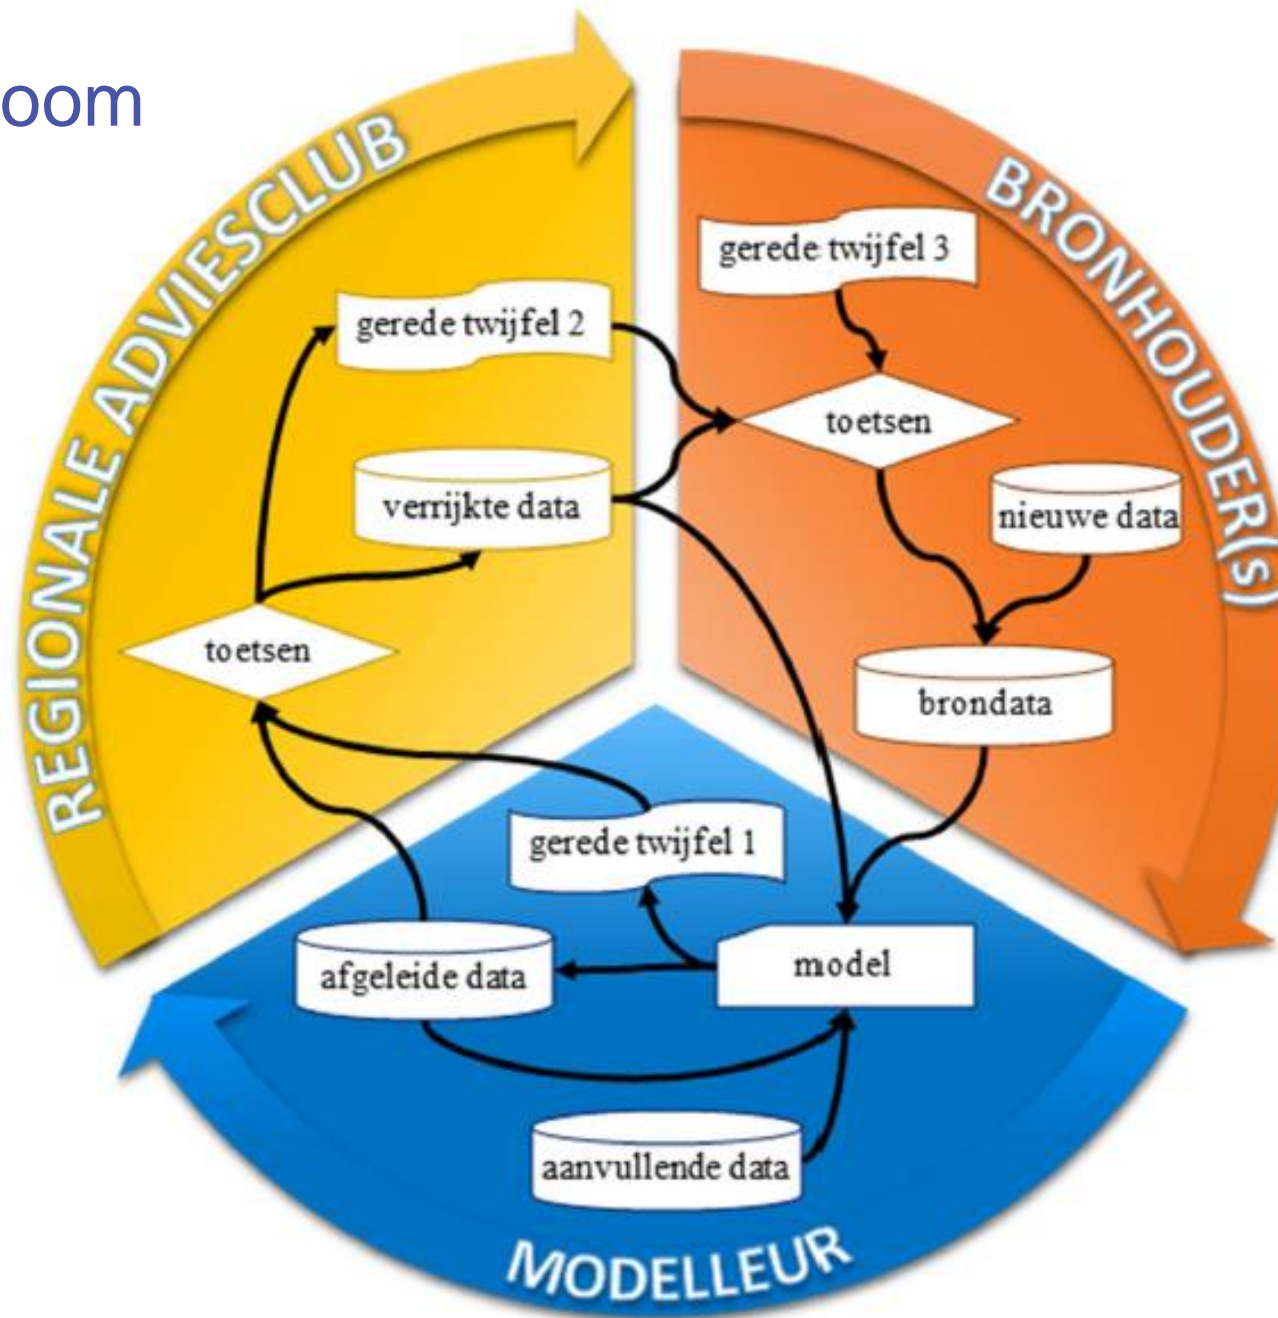 oom
REGIONALE ADVIESCLUB
BRONHOUDER(s)
gerede twijfel 3
gerede twijfel 2
toetsen
verrijkte data
nieuwe data
toetsen
brondata
gerede twijfel 1
afgeleide data
model
aanvullende data
MODELLEUR